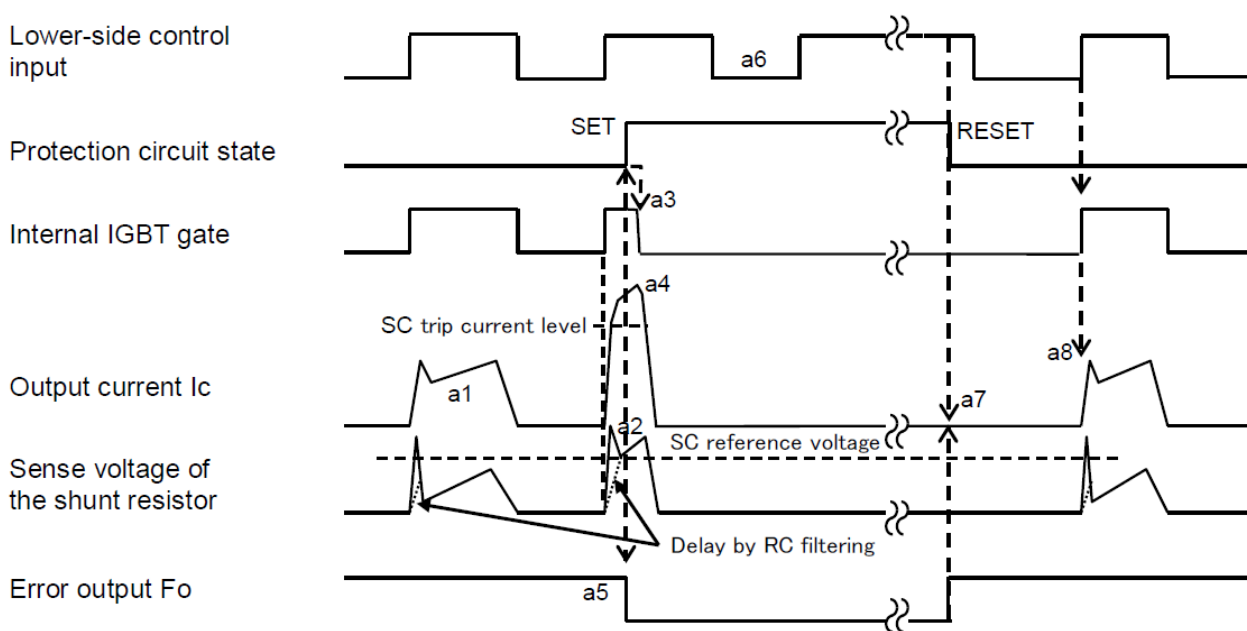 Lower-side control
input
a6
SET
RESET
Protection circuit state
a3
Internal IGBT gate
a4
SC trip current level
a8
Output current Ic
a1
a7
a2
SC reference voltage
Sense voltage of
the shunt resistor
Delay by RC filtering
Error output Fo
a5